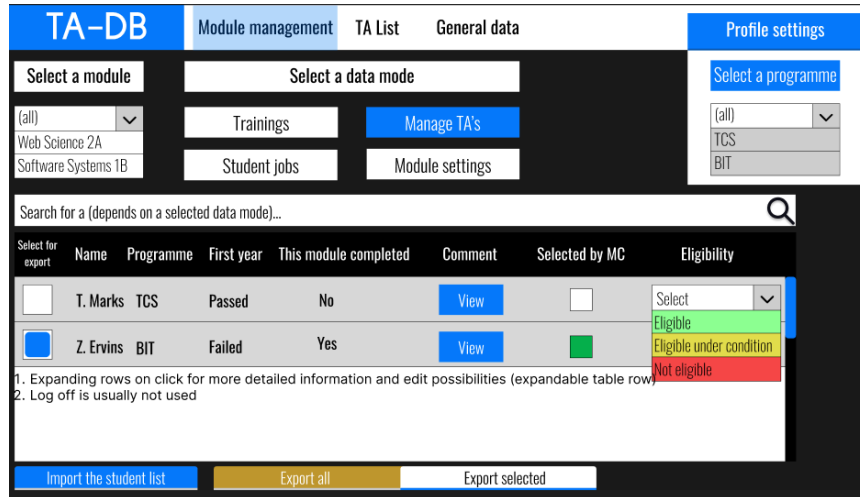 TA-DB
Module management
TA List
General data
Profile settings
Select a module
Select a data mode
Select a programme
(all)
Web Science 2A
Software Systems 1B
Trainings
Manage TA's
Student jobs
Module settings
(all)
TCS
BIT
Search for a (depends on a selected data mode)...
Select for
export
Name
Programme
First year
This module completed
Comment
Selected by MC
Eligibility
T. Marks
TCS
Passed
No
View
Select
Eligible
Z. Ervins
BIT
Failed
Yes
View
Eligible under condition
Not eligible
1. Expanding rows on click for more detailed information and edit possibilities (expandable table row)
2. Log off is usually not used
Import the student list
Export all
Export selected